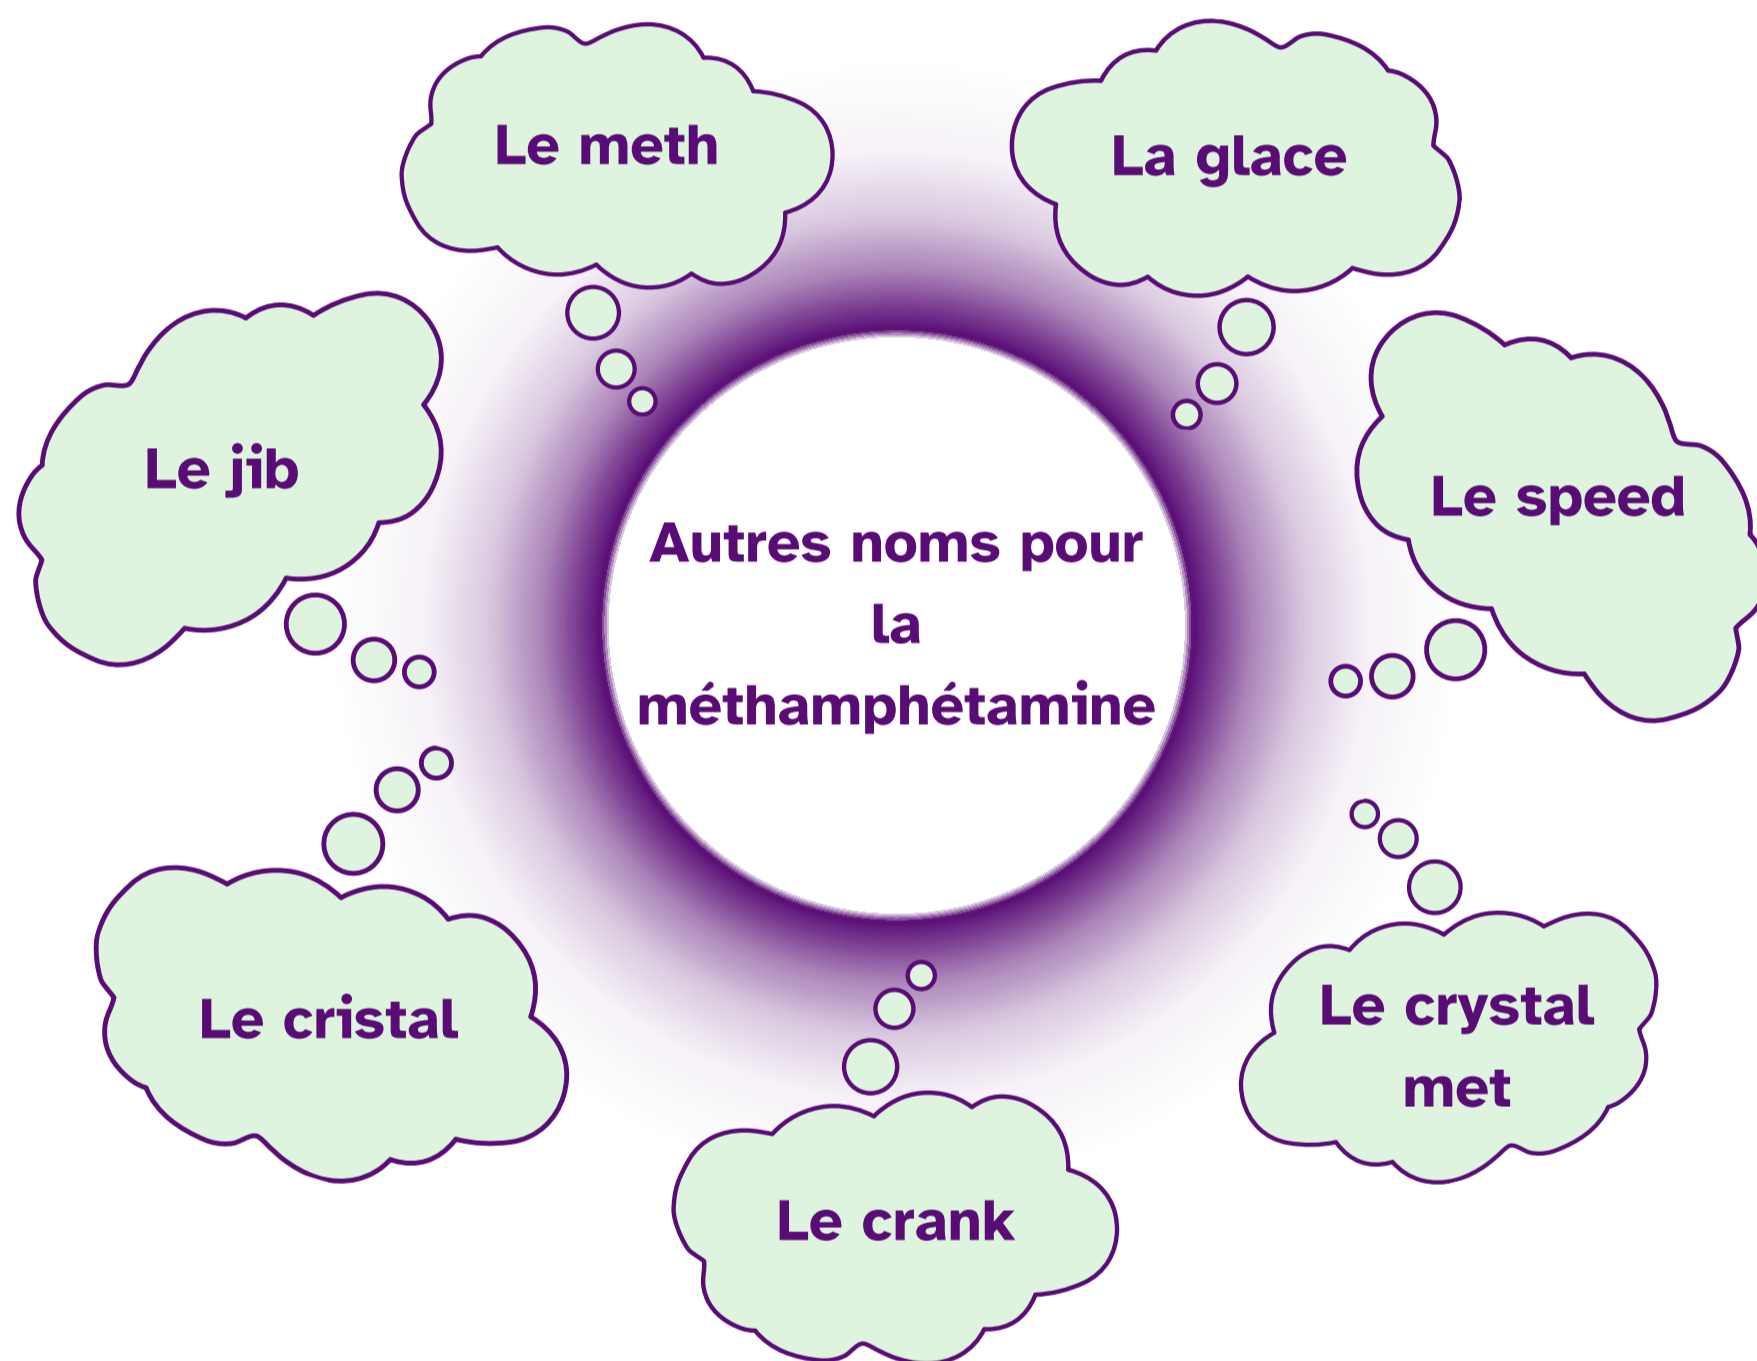 Le meth
La glace
Le jib
Le speed
Autres noms pour
la
méthamphétamine
Le cristal
Le crystal
met
Le crank